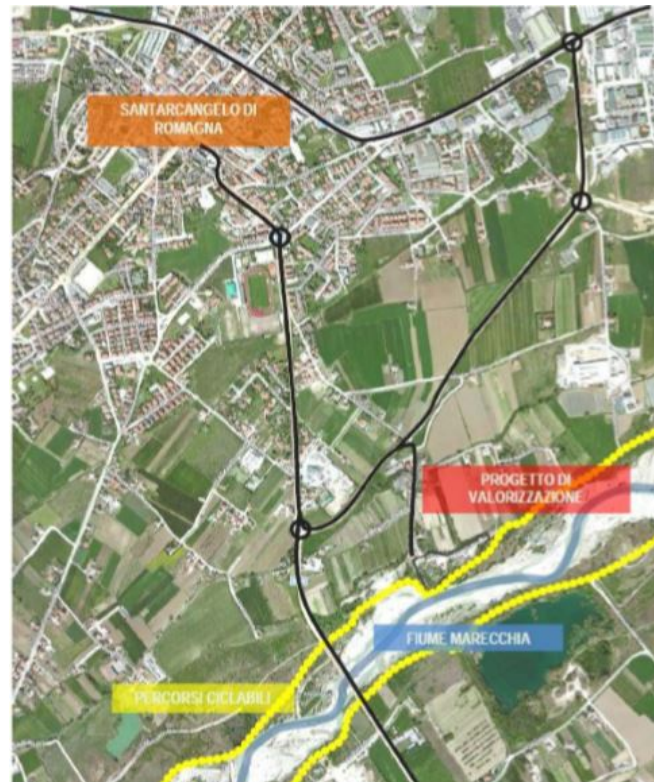 SANTARCANGELO DI
ROMAGNA
PROGETTO DI
VALORIZZAZIONE
FIUME MARECCHIA
PERCORSI CICLABILI